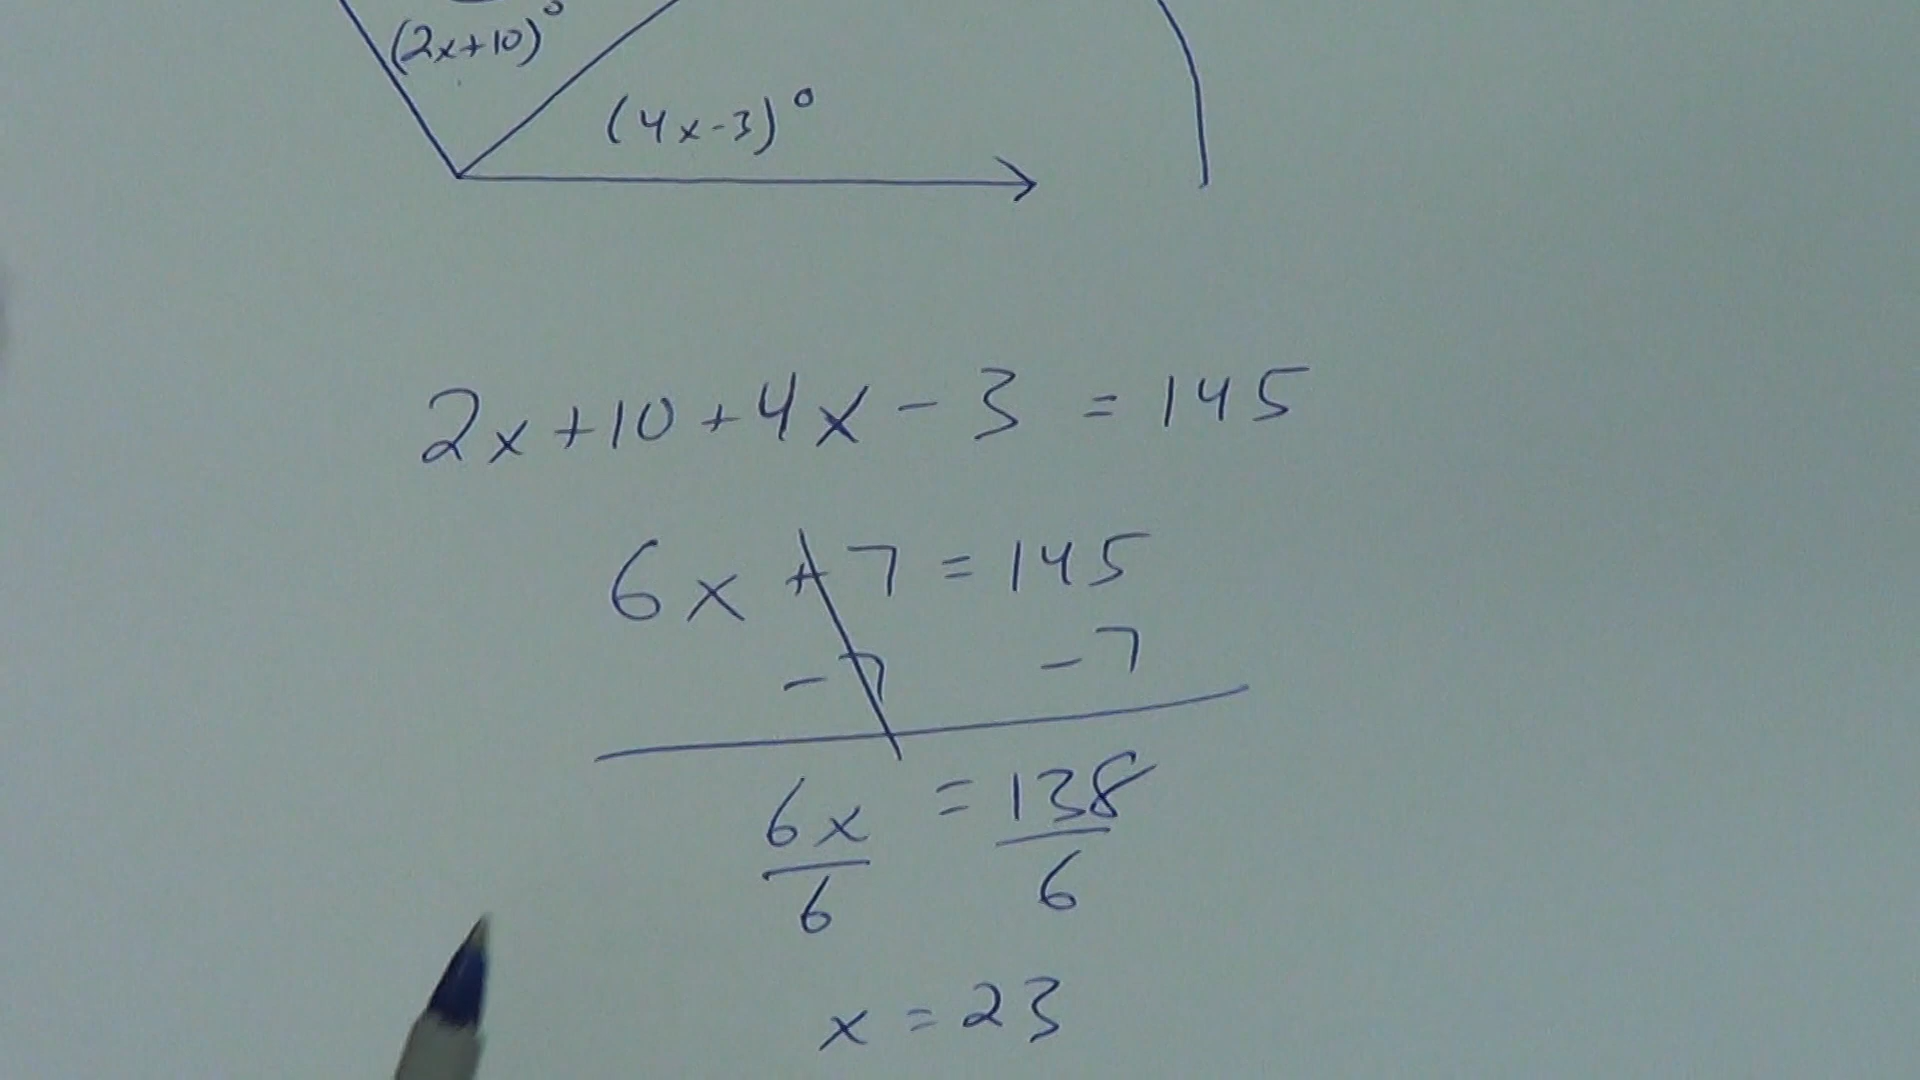 (2x+10)°
(4x-3)°
2x+10+4x-3 = 145
6x+7=145
-7 -7
6x = 138
6 6
x = 23